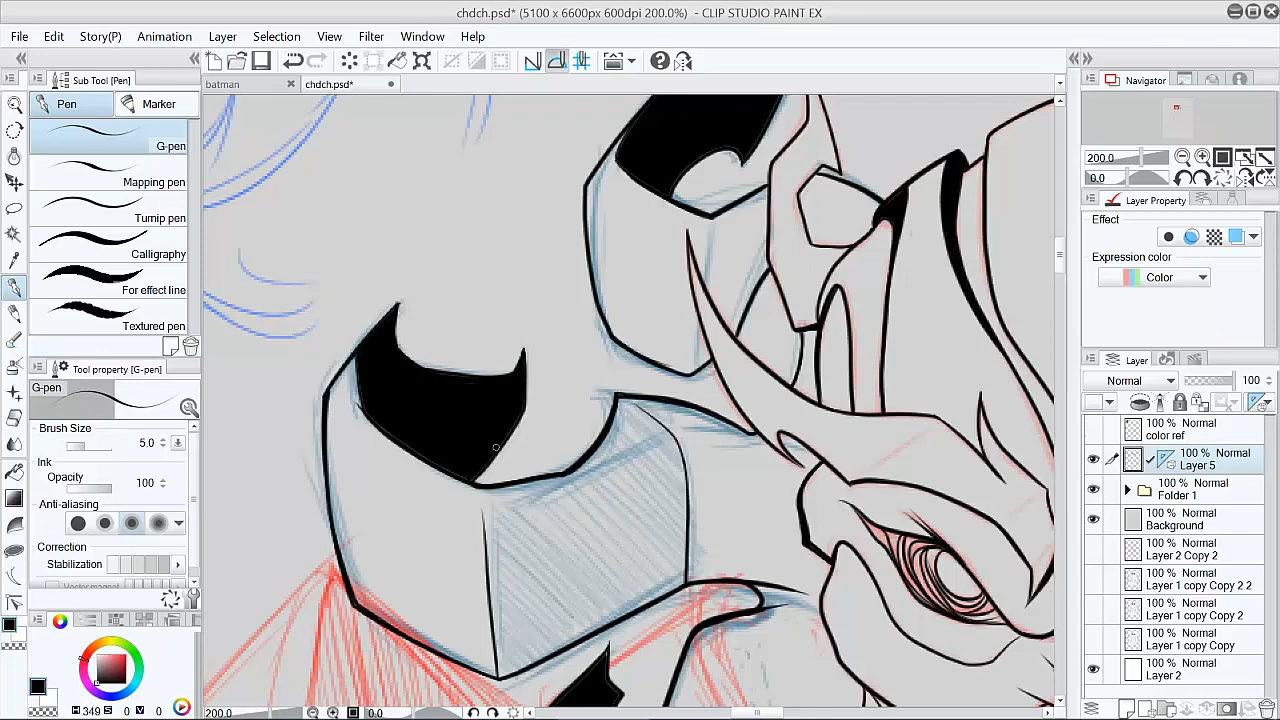 chdch.psd* (5100 x 6600px 600dpi 200.0%)  - CLIP STUDIO PAINT EX
File Edit Story(P) Animation Layer Selection View Filter Window Help
Sub Tool [Pen]
batman
chdch.psd*
Navigator
Pen
Marker
G-pen
Mapping pen
Turnip pen
Calligraphy
For effect line
Textured pen
200.0
0.0
Layer Property
Effect
Expression color
Color
Tool property [G-pen]
G-pen
Brush Size
5.0
Ink
Opacity
100
Anti-aliasing
Correction
Stabilization
Vector magnet
Layer
Normal
100
100 % Normal
color ref
100 % Normal
Layer 5
100 % Normal
Folder 1
100 % Normal
Background
100 % Normal
Layer 2 Copy 2
100 % Normal
Layer 1 copy Copy 2 2
100 % Normal
Layer 1 copy Copy 2
100 % Normal
Layer 1 copy Copy
100 % Normal
Layer 2
H 349 S 0 V 0
200.0
0.0